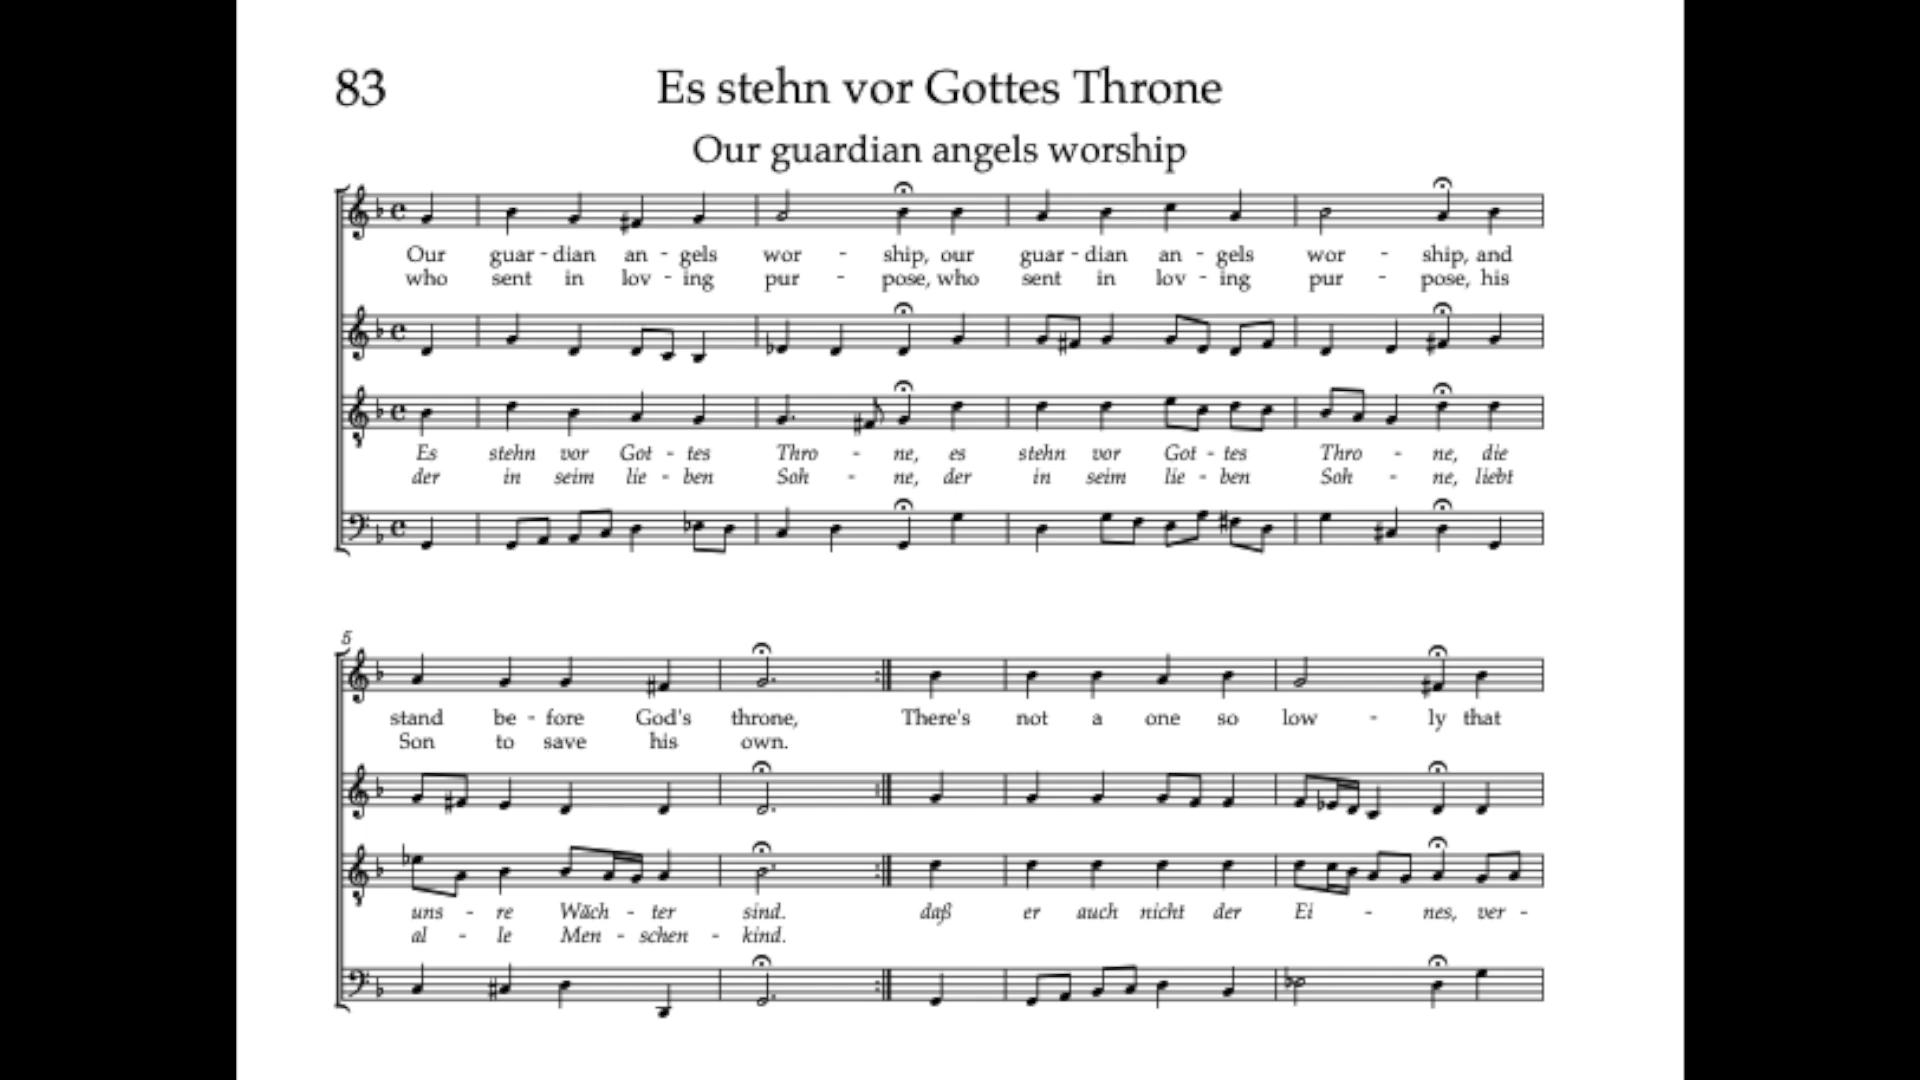 83
Es stehn vor Gottes Throne
Our guardian angels worship
Our guar - dian an - gels wor - ship, our guar - dian an - gels wor - ship, and
who sent in lov - ing pur - pose, who sent in lov - ing pur - pose, his
Es stehn vor Got - tes Thro - ne, es stehn vor Got - tes Thro - ne, die
der in seim lie - ben Soh - ne, der in seim lie - ben Soh - ne, liebt
5
stand be - fore God's throne, There's not a one so low - ly that
Son to save his own.
uns - re Wäch - ter sind. daß er auch nicht der Ei - nes, ver -
al - le Men - schen - kind.